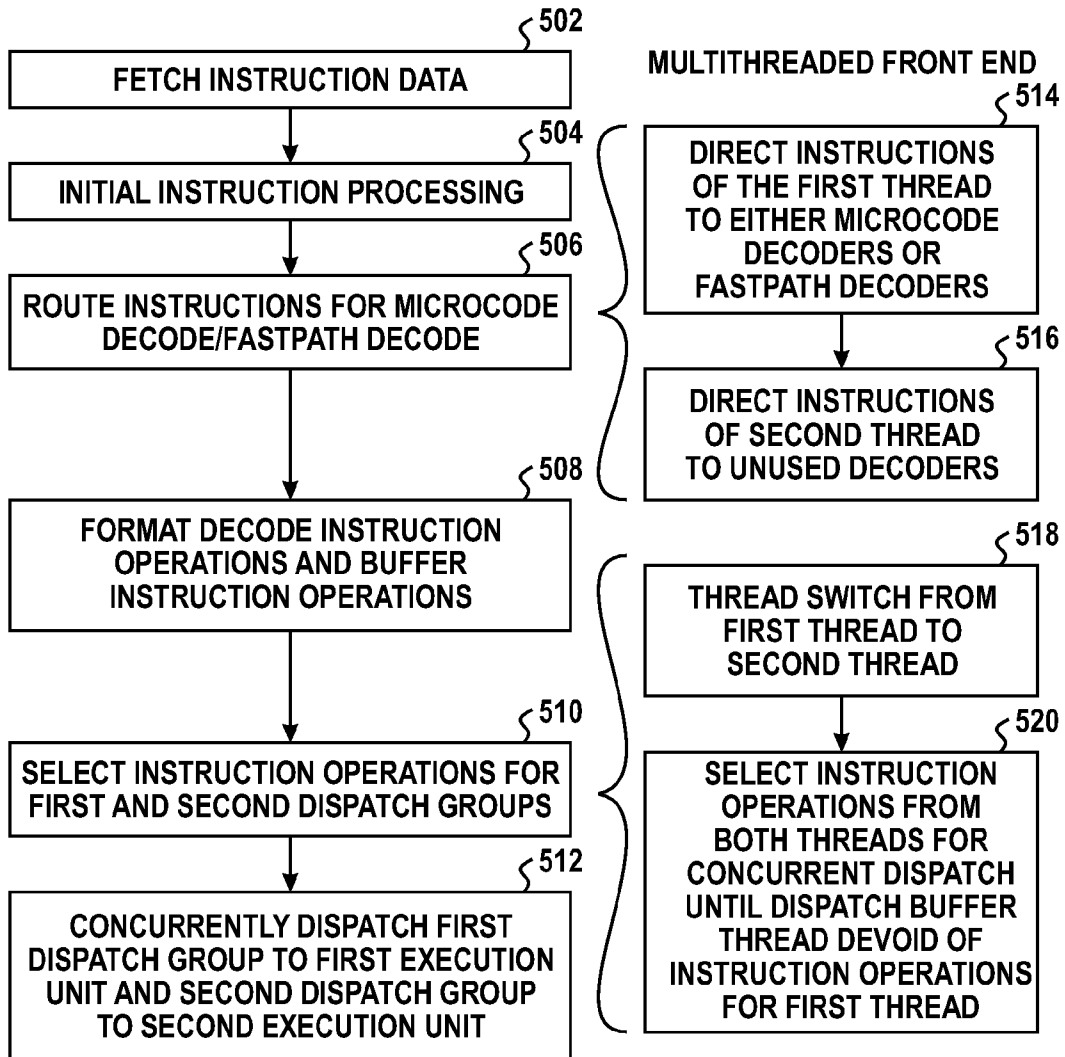 502
FETCH INSTRUCTION DATA
504
INITIAL INSTRUCTION PROCESSING
506
ROUTE INSTRUCTIONS FOR MICROCODE
DECODE/FASTPATH DECODE
508
FORMAT DECODE INSTRUCTION
OPERATIONS AND BUFFER
INSTRUCTION OPERATIONS
510
SELECT INSTRUCTION OPERATIONS FOR
FIRST AND SECOND DISPATCH GROUPS
512
CONCURRENTLY DISPATCH FIRST
DISPATCH GROUP TO FIRST EXECUTION
UNIT AND SECOND DISPATCH GROUP
TO SECOND EXECUTION UNIT
MULTITHREADED FRONT END
514
DIRECT INSTRUCTIONS
OF THE FIRST THREAD
TO EITHER MICROCODE
DECODERS OR
FASTPATH DECODERS
516
DIRECT INSTRUCTIONS
OF SECOND THREAD
TO UNUSED DECODERS
518
THREAD SWITCH FROM
FIRST THREAD TO
SECOND THREAD
520
SELECT INSTRUCTION
OPERATIONS FROM
BOTH THREADS FOR
CONCURRENT DISPATCH
UNTIL DISPATCH BUFFER
THREAD DEVOID OF
INSTRUCTION OPERATIONS
FOR FIRST THREAD